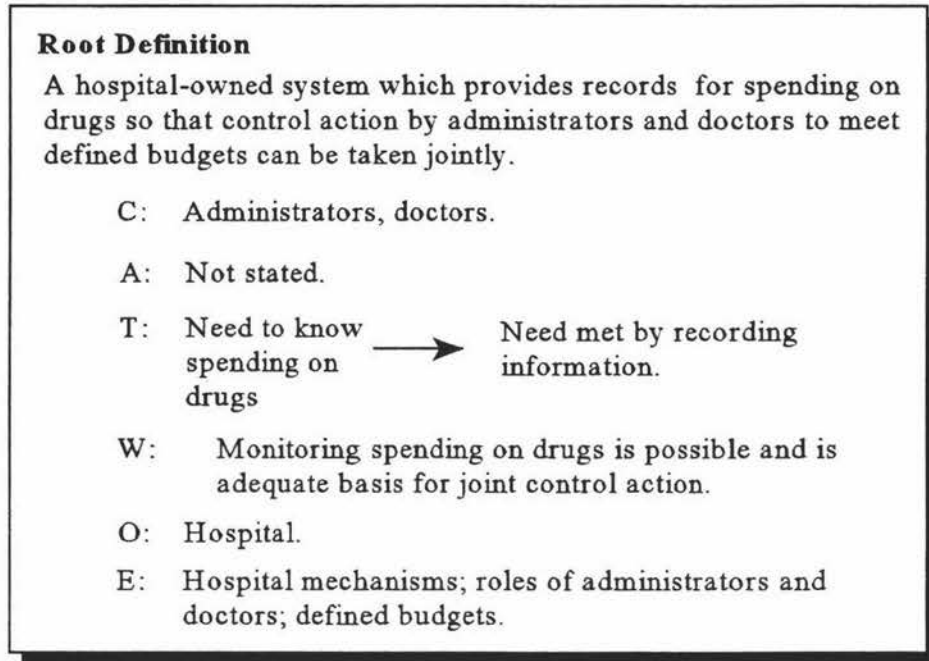 Root Definition
A hospital-owned system which provides records for spending on
drugs so that control action by administrators and doctors to meet
defined budgets can be taken jointly.
C: Administrators, doctors.
A: Not stated.
T: Need to know
spending on
drugs
Need met by recording
information.
W: Monitoring spending on drugs is possible and is
adequate basis for joint control action.
O: Hospital.
E: Hospital mechanisms; roles of administrators and
doctors; defined budgets.